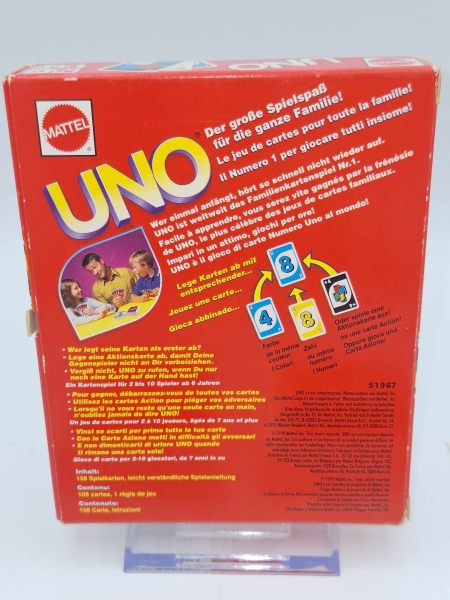 MATTEL
UNO
Der große Spielspaß
für die ganze Familie!
Le jeu de cartes pour toute la famille!
Il Numero 1 per giocare tutti insieme!
Wer einmal anfängt, hört so schnell nicht wieder auf.
UNO ist weltweit das Familienkartenspiel Nr.1.
Facile à apprendre, vous serez vite gagnés par la frénésie
de UNO, le plus célèbre des jeux de cartes familiaux.
Impari in un attimo, giochi per ore!
UNO è il gioco di carte Numero Uno al mondo!
Lege Karten ab mit
entsprechender...
Jouez une carte...
Gioca abbinado...
8
4
8
Farbe
de la même
couleur
i Colori
Zahl
du même
numéro
i Numeri
Oder spiele eine
Aktionskarte aus!
ou une carte Action!
Oppure gioca una
Carta Azione!
• Wer legt seine Karten als erster ab?
• Lege eine Aktionskarte ab, damit Deine
Gegenspieler nicht an Dir vorbeiziehen.
• Vergiß nicht, UNO zu rufen, wenn Du nur
noch eine Karte auf der Hand hast!
Ein Kartenspiel für 2 bis 10 Spieler ab 6 Jahren
• Pour gagner, débarrassez-vous de toutes vos cartes
• Utilisez les cartes Action pour piéger vos adversaires
• Lorsqu'il ne vous reste qu'une seule carte en main,
n'oubliez jamais de dire UNO!
Un jeu de cartes pour 2 à 10 joueurs, âgés de 7 ans et plus
• Vinci se scarti per primo tutte le tue carte
• Con le Carte Azione metti in difficoltà gli avversari
• E non dimenticarti di urlare UNO quando
ti rimane una carta sola!
Gioco di carte per 2-10 giocatori, da 7 anni in su
Inhalt:
108 Spielkarten, leicht verständliche Spielanleitung
Contenu:
108 cartes, 1 règle de jeu
Contenuto:
108 Carte, Istruzioni
51967